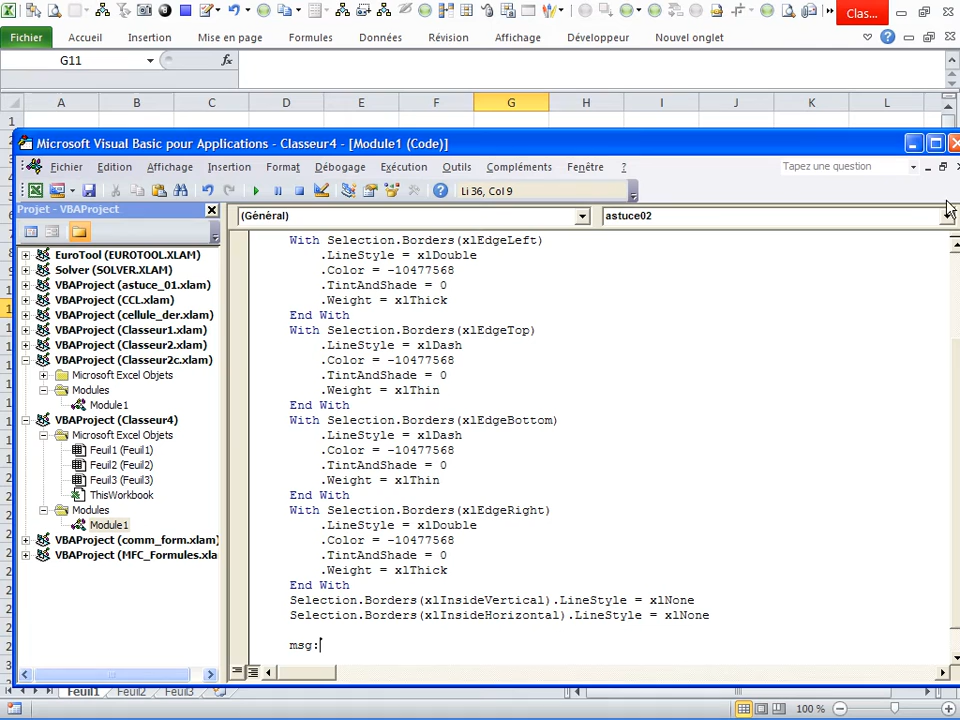 Clas...
Fichier
Accueil
Insertion
Mise en page
Formules
Données
Révision
Affichage
Développeur
Nouvel onglet
G11
fx
A B C D E F G H I J K L
1
Microsoft Visual Basic pour Applications - Classeur4 - [Module1 (Code)]
Fichier Edition Affichage Insertion Format Débogage Exécution Outils Compléments Fenêtre ?
Tapez une question
Li 36, Col 9
Projet - VBAProject
(Général)
astuce02
EuroTool (EUROTOOL.XLAM)
Solver (SOLVER.XLAM)
VBAProject (astuce_01.xlam)
VBAProject (CCL.xlam)
VBAProject (cellule_der.xlam)
VBAProject (Classeur1.xlam)
VBAProject (Classeur2.xlam)
VBAProject (Classeur2c.xlam)
Microsoft Excel Objets
Modules
Module1
VBAProject (Classeur4)
Microsoft Excel Objets
Feuil1 (Feuil1)
Feuil2 (Feuil2)
Feuil3 (Feuil3)
ThisWorkbook
Modules
Module1
VBAProject (comm_form.xlam)
VBAProject (MFC_Formules.xla
With Selection.Borders(xlEdgeLeft)
.LineStyle = xlDouble
.Color = -10477568
.TintAndShade = 0
.Weight = xlThick
End With
With Selection.Borders(xlEdgeTop)
.LineStyle = xlDash
.Color = -10477568
.TintAndShade = 0
.Weight = xlThin
End With
With Selection.Borders(xlEdgeBottom)
.LineStyle = xlDash
.Color = -10477568
.TintAndShade = 0
.Weight = xlThin
End With
With Selection.Borders(xlEdgeRight)
.LineStyle = xlDouble
.Color = -10477568
.TintAndShade = 0
.Weight = xlThick
End With
Selection.Borders(xlInsideVertical).LineStyle = xlNone
Selection.Borders(xlInsideHorizontal).LineStyle = xlNone
msg:
Feuil1 Feuil2 Feuil3
100 %